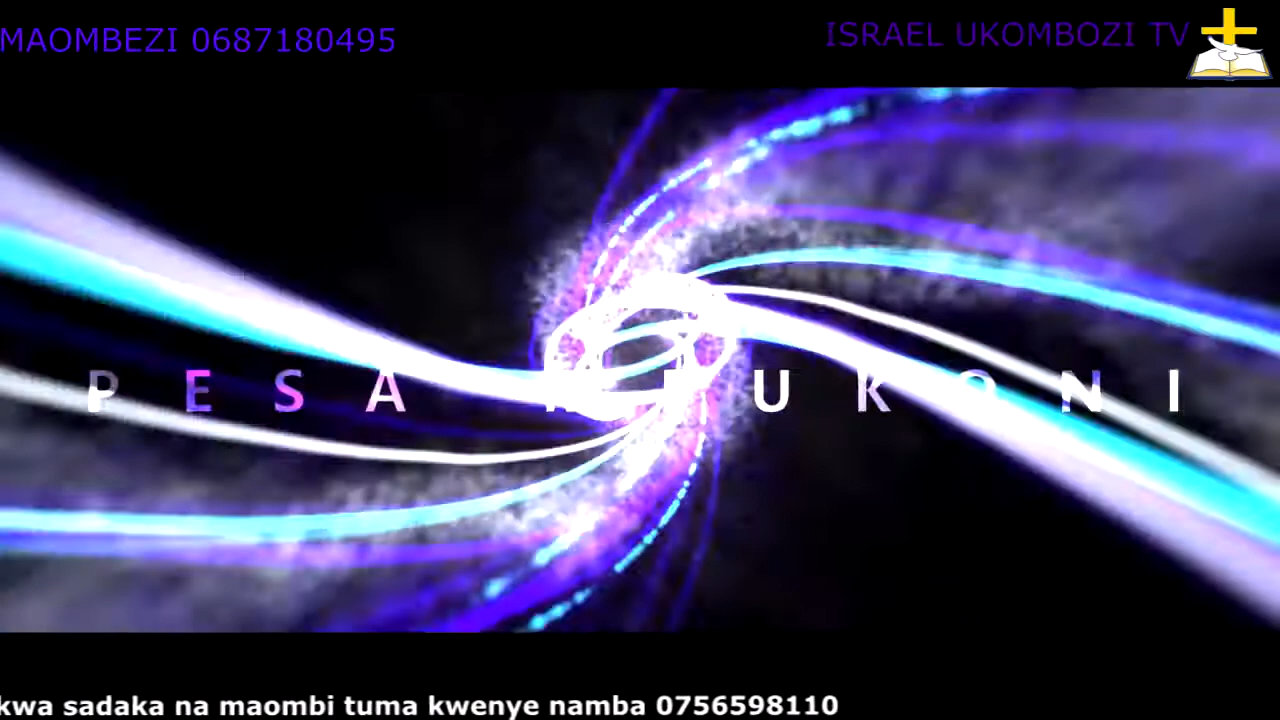 MAOMBEZI 0687180495
ISRAEL UKOMBOZI TV
PESA
kwa sadaka na maombi tuma kwenye namba 0756598110